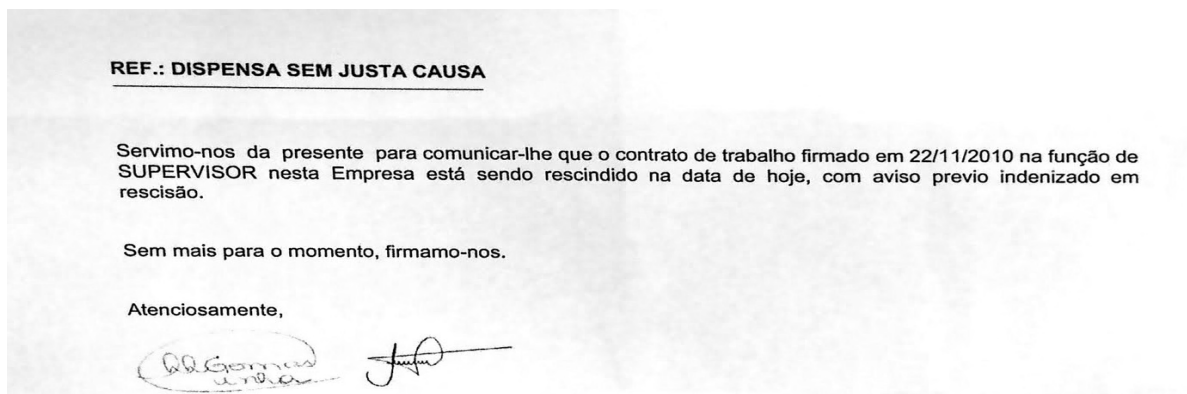 REF.: DISPENSA SEM JUSTA CAUSA
Servimo-nos da presente para comunicar-lhe que o contrato de trabalho firmado em 22/11/2010 na função de
SUPERVISOR nesta Empresa está sendo rescindido na data de hoje, com aviso previo indenizado em
rescisão.
Sem mais para o momento, firmamo-nos.
Atenciosamente,